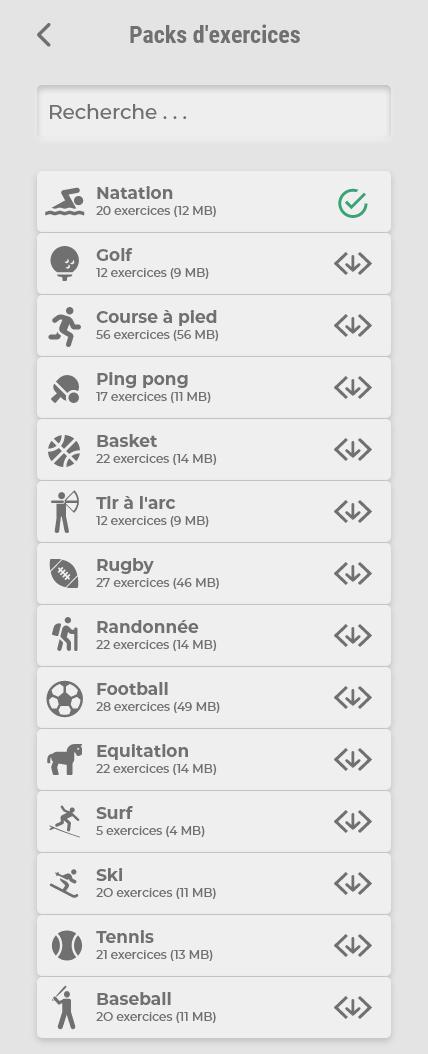 Packs d'exercices
Recherche . . .
Natation
20 exercices (12 MB)
Golf
12 exercices (9 MB)
Course à pied
56 exercices (56 MB)
Ping pong
17 exercices (11 MB)
Basket
22 exercices (14 MB)
Tir à l'arc
12 exercices (9 MB)
Rugby
27 exercices (46 MB)
Randonnée
22 exercices (14 MB)
Football
28 exercices (49 MB)
Equitation
22 exercices (14 MB)
Surf
5 exercices (4 MB)
Ski
20 exercices (11 MB)
Tennis
21 exercices (13 MB)
Baseball
20 exercices (11 MB)